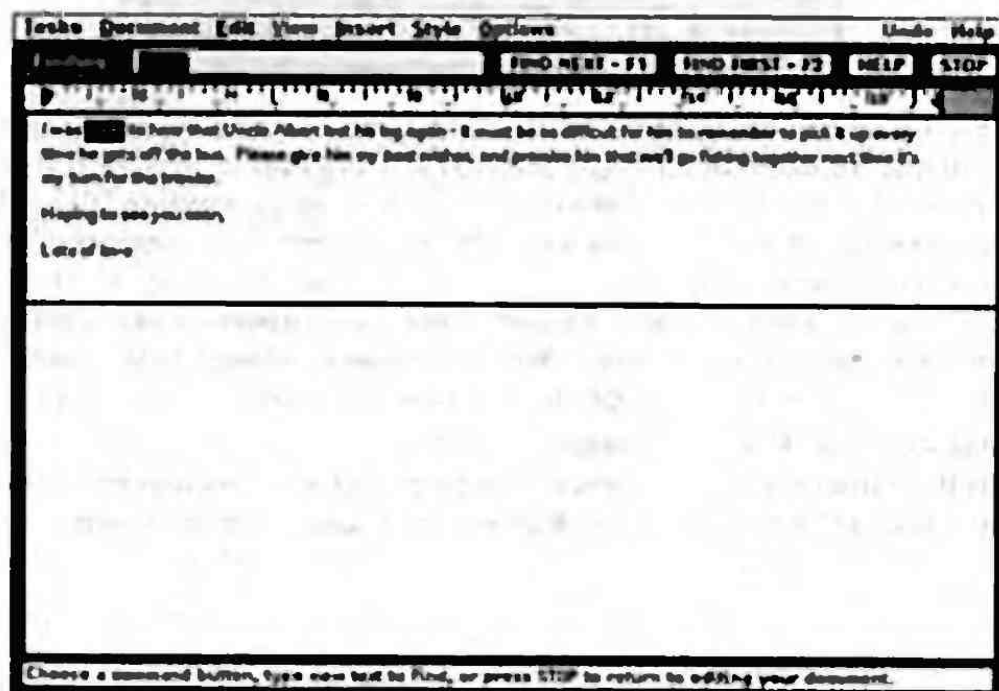 Tasks Document Edit View Insert Style Options Undo Help
Finding FIND NEXT - F1 FIND FIRST - F2 HELP STOP
I was to hear that Uncle Albert lost his leg again - it must be so difficult for him to remember to pick it up every
time he gets off the bus. Please give him my best wishes, and promise him that we'll go fishing together next time it's
my turn for the
Hoping to see you soon,
Lots of love
Choose a command button, type new text to Find, or press STOP to return to editing your document.